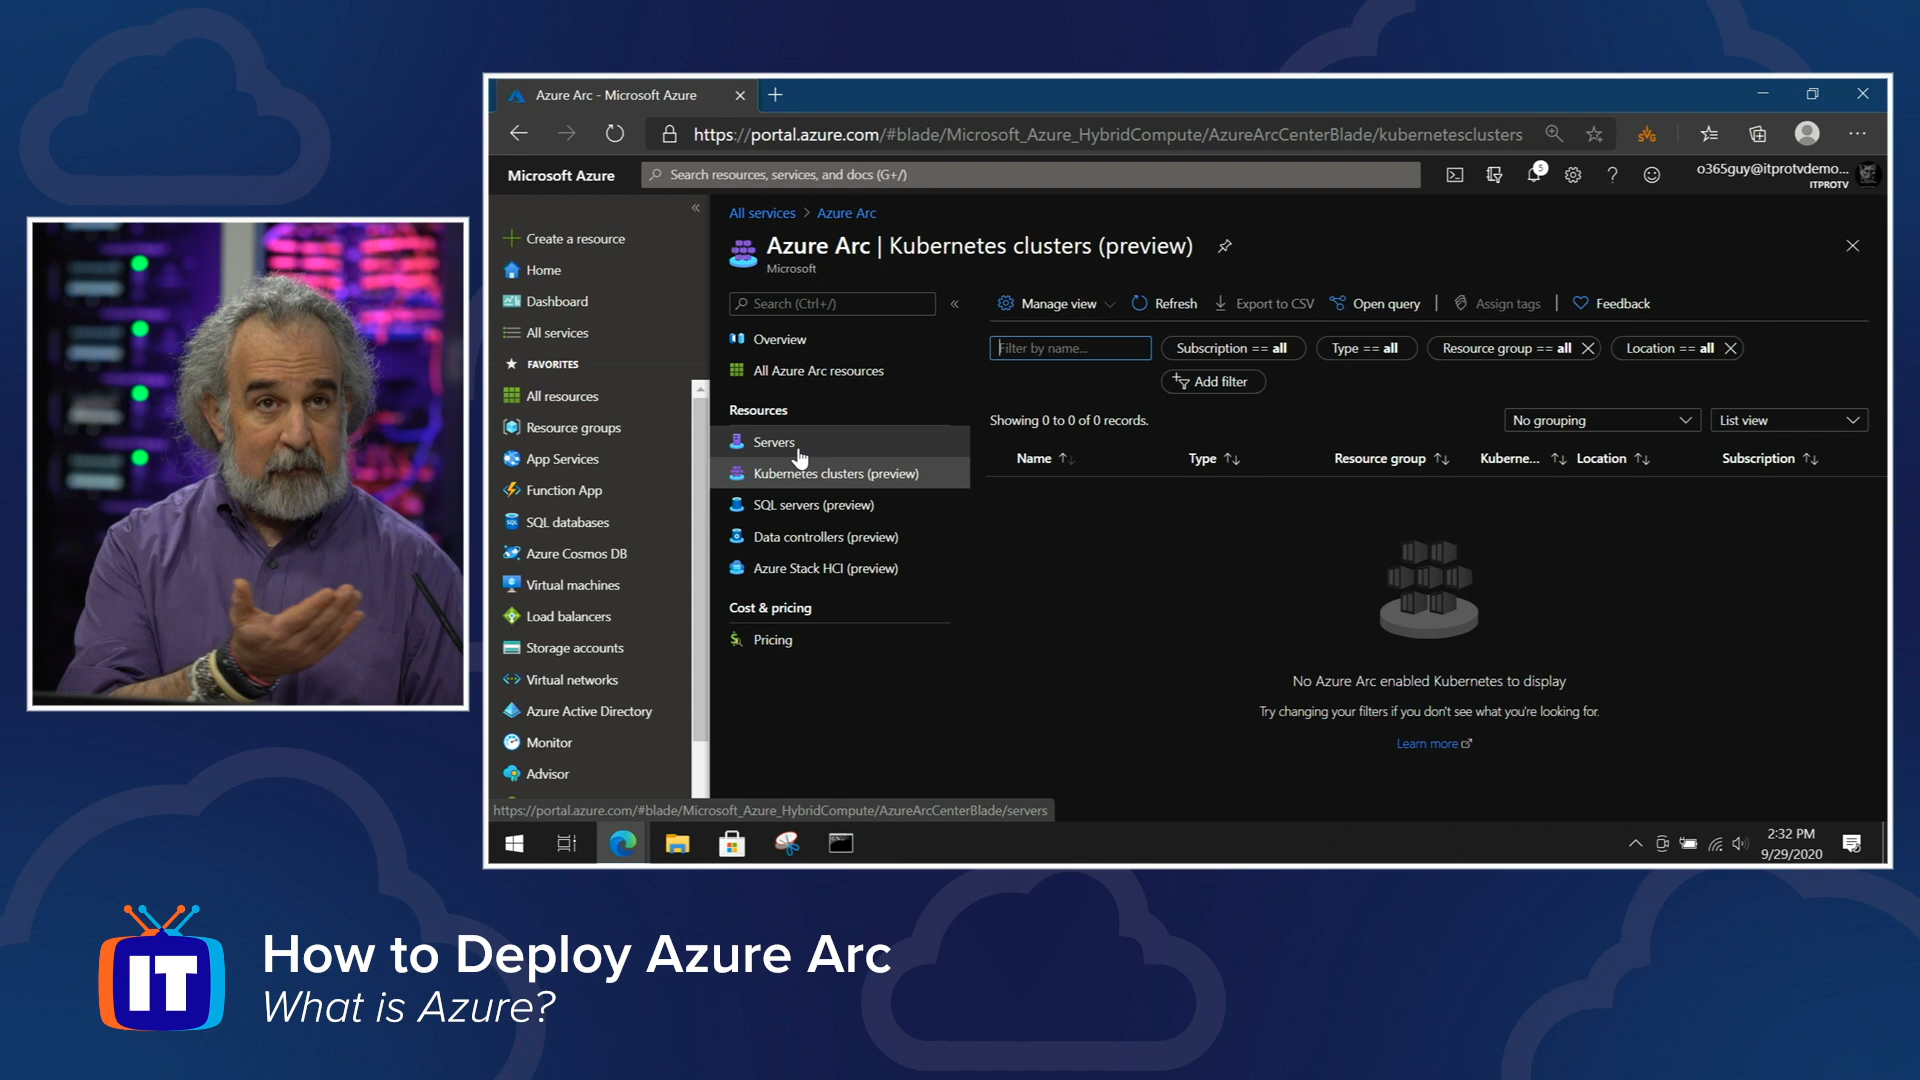 Azure Arc - Microsoft Azure
https://portal.azure.com/#blade/Microsoft_Azure_HybridCompute/AzureArcCenterBlade/kubernetesclusters
SVG
Microsoft Azure
Search resources, services, and docs (G+/)
5
o365guy@itprotvdemo...
ITPROTV
Create a resource
Home
Dashboard
All services
FAVORITES
All resources
Resource groups
App Services
Function App
SQL databases
Azure Cosmos DB
Virtual machines
Load balancers
Storage accounts
Virtual networks
Azure Active Directory
Monitor
Advisor
All services > Azure Arc
Azure Arc | Kubernetes clusters (preview)
Microsoft
Search (Ctrl+/)
Overview
All Azure Arc resources
Resources
Servers
Kubernetes clusters (preview)
SQL servers (preview)
Data controllers (preview)
Azure Stack HCI (preview)
Cost & pricing
Pricing
Manage view
Refresh
Export to CSV
Open query
Assign tags
Feedback
Filter by name...
Subscription == all
Type == all
Resource group == all
Location == all
Add filter
Showing 0 to 0 of 0 records.
No grouping
List view
Name
Type
Resource group
Kuberne...
Location
Subscription
No Azure Arc enabled Kubernetes to display
Try changing your filters if you don't see what you're looking for.
Learn more
https://portal.azure.com/#blade/Microsoft_Azure_HybridCompute/AzureArcCenterBlade/servers
2:32 PM
9/29/2020
IT
How to Deploy Azure Arc
What is Azure?